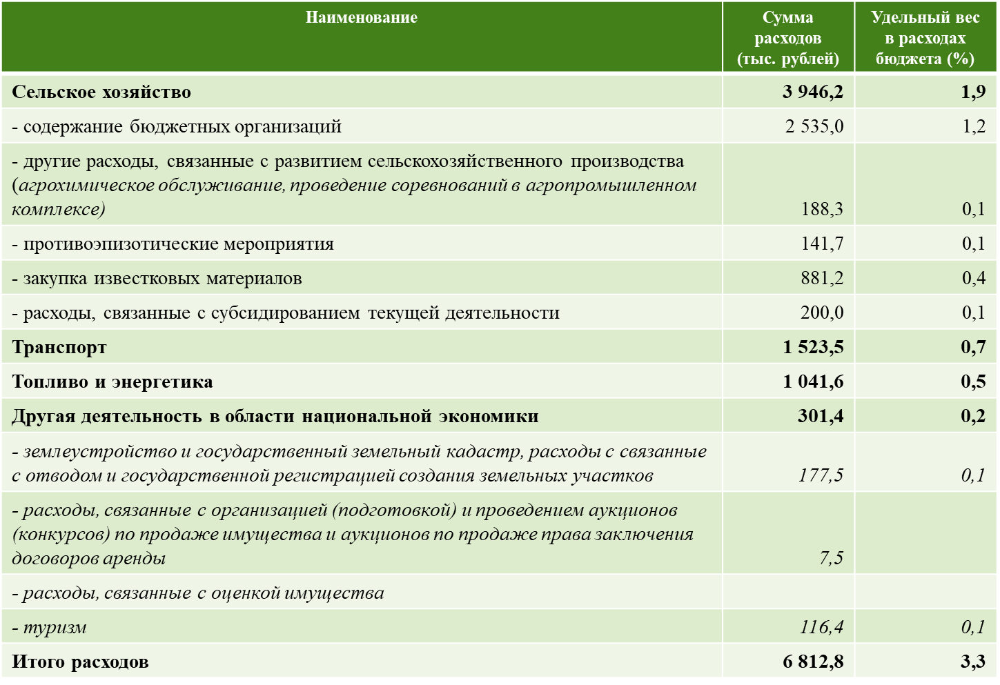 Наименование
Сумма расходов (тыс. рублей)
Удельный вес в расходах бюджета (%)
Сельское хозяйство 3 946,2 1,9
- содержание бюджетных организаций 2 535,0 1,2
- другие расходы, связанные с развитием сельскохозяйственного производства
(агрохимическое обслуживание, проведение соревнований в агропромышленном
комплексе) 188,3 0,1
- противоэпизотические мероприятия 141,7 0,1
- закупка известковых материалов 881,2 0,4
- расходы, связанные с субсидированием текущей деятельности 200,0 0,1
Транспорт 1 523,5 0,7
Топливо и энергетика 1 041,6 0,5
Другая деятельность в области национальной экономики 301,4 0,2
- землеустройство и государственный земельный кадастр, расходы с связанные
с отводом и государственной регистрацией создания земельных участков 177,5 0,1
- расходы, связанные с организацией (подготовкой) и проведением аукционов
(конкурсов) по продаже имущества и аукционов по продаже права заключения
договоров аренды 7,5
- расходы, связанные с оценкой имущества
- туризм 116,4 0,1
Итого расходов 6 812,8 3,3